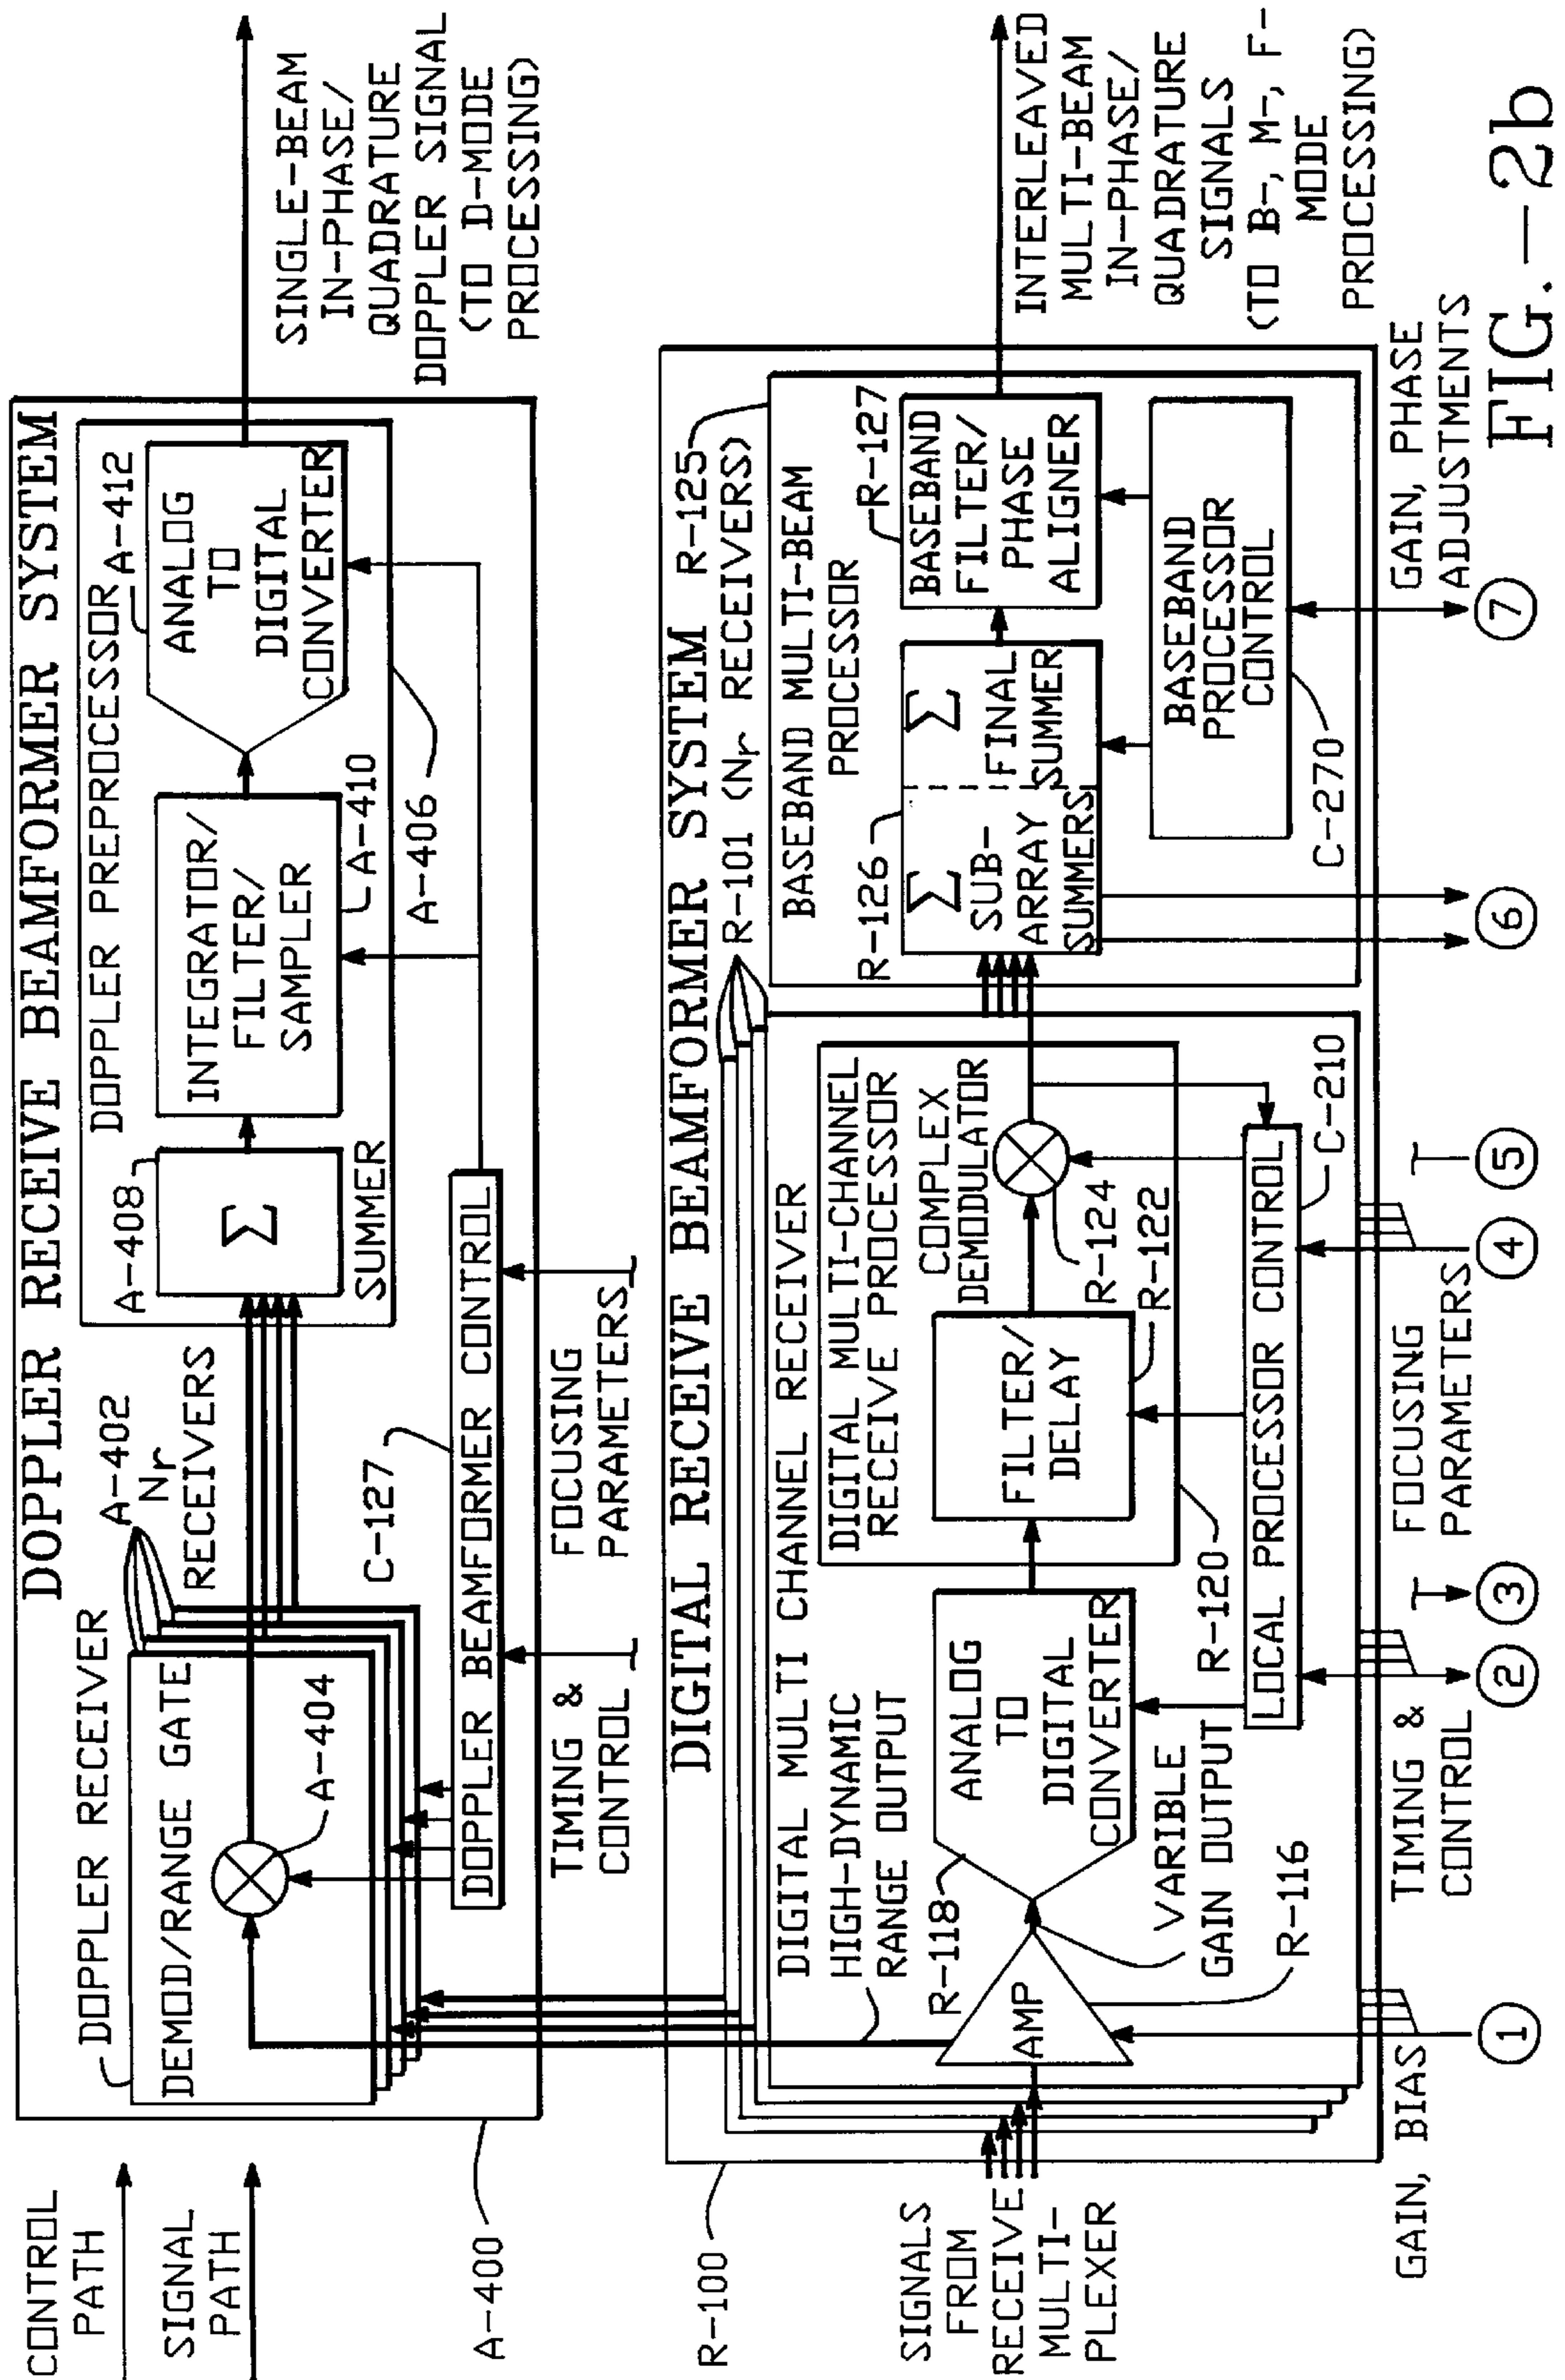 CONTROL
PATH
SIGNAL
PATH
DOPPLER RECEIVE BEAMFORMER SYSTEM
DOPPLER RECEIVER
DEMOD/RANGE GATE
A-404
A-402
Nr
RECEIVERS
DOPPLER PREPROCESSOR
A-408
Σ
SUMMER
INTEGRATOR/
FILTER/
SAMPLER
A-410
A-412
ANALOG
TO
DIGITAL
CONVERTER
A-406
C-127
DOPPLER BEAMFORMER CONTROL
TIMING &
CONTROL
FOCUSING
PARAMETERS
A-400
SINGLE-BEAM
IN-PHASE/
QUADRATURE
DOPPLER SIGNAL
(TO D-MODE
PROCESSING)
R-100
DIGITAL RECEIVE BEAMFORMER SYSTEM
R-101 (Nr RECEIVERS)
R-125
SIGNALS
FROM
RECEIVE
MULTI-
PLEXER
DIGITAL MULTI CHANNEL RECEIVER
HIGH-DYNAMIC
RANGE OUTPUT
R-118
AMP
ANALOG
TO
DIGITAL
CONVERTER
VARIBLE
GAIN OUTPUT
R-116
DIGITAL MULTI-CHANNEL
RECEIVE PROCESSOR
FILTER/
DELAY
COMPLEX
DEMODULATOR
R-124
R-122
R-120
LOCAL PROCESSOR CONTROL
C-210
BASEBAND MULTI-BEAM
PROCESSOR
R-126
Σ
SUB-
ARRAY
SUMMERS
Σ
FINAL
SUMMER
R-127
BASEBAND
FILTER/
PHASE
ALIGNER
BASEBAND
PROCESSOR
CONTROL
C-270
INTERLEAVED
MULTI-BEAM
IN-PHASE/
QUADRATURE
SIGNALS
(TO B-, M-, F-
MODE
PROCESSING)
GAIN, BIAS
1
TIMING &
CONTROL
2
3
FOCUSING
PARAMETERS
4
5
6
7
GAIN, PHASE
ADJUSTMENTS
FIG.-2b